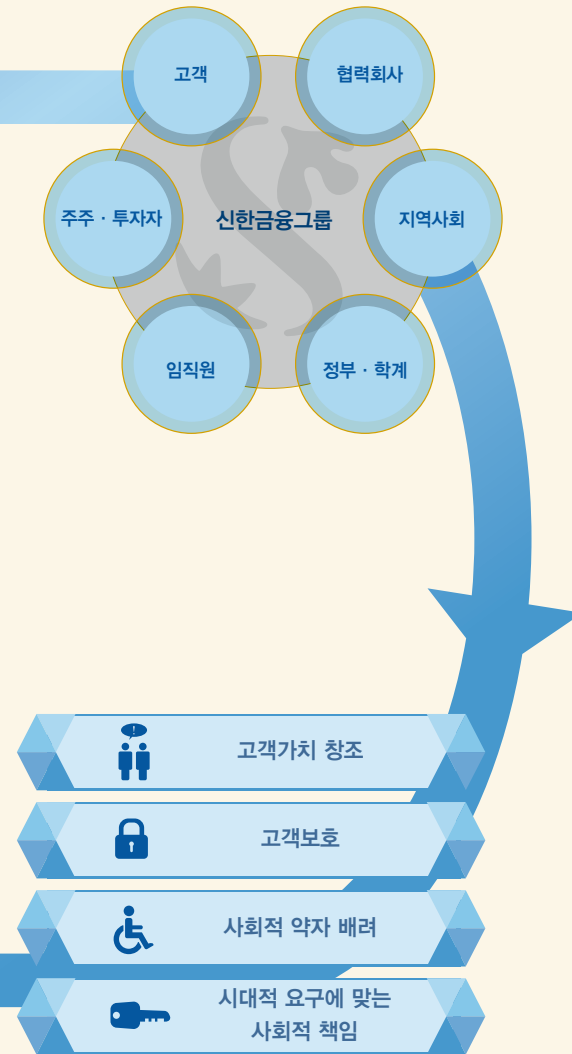 고객
협력회사
주주 · 투자자
신한금융그룹
지역사회
임직원
정부 · 학계
고객가치 창조
고객보호
사회적 약자 배려
시대적 요구에 맞는
사회적 책임